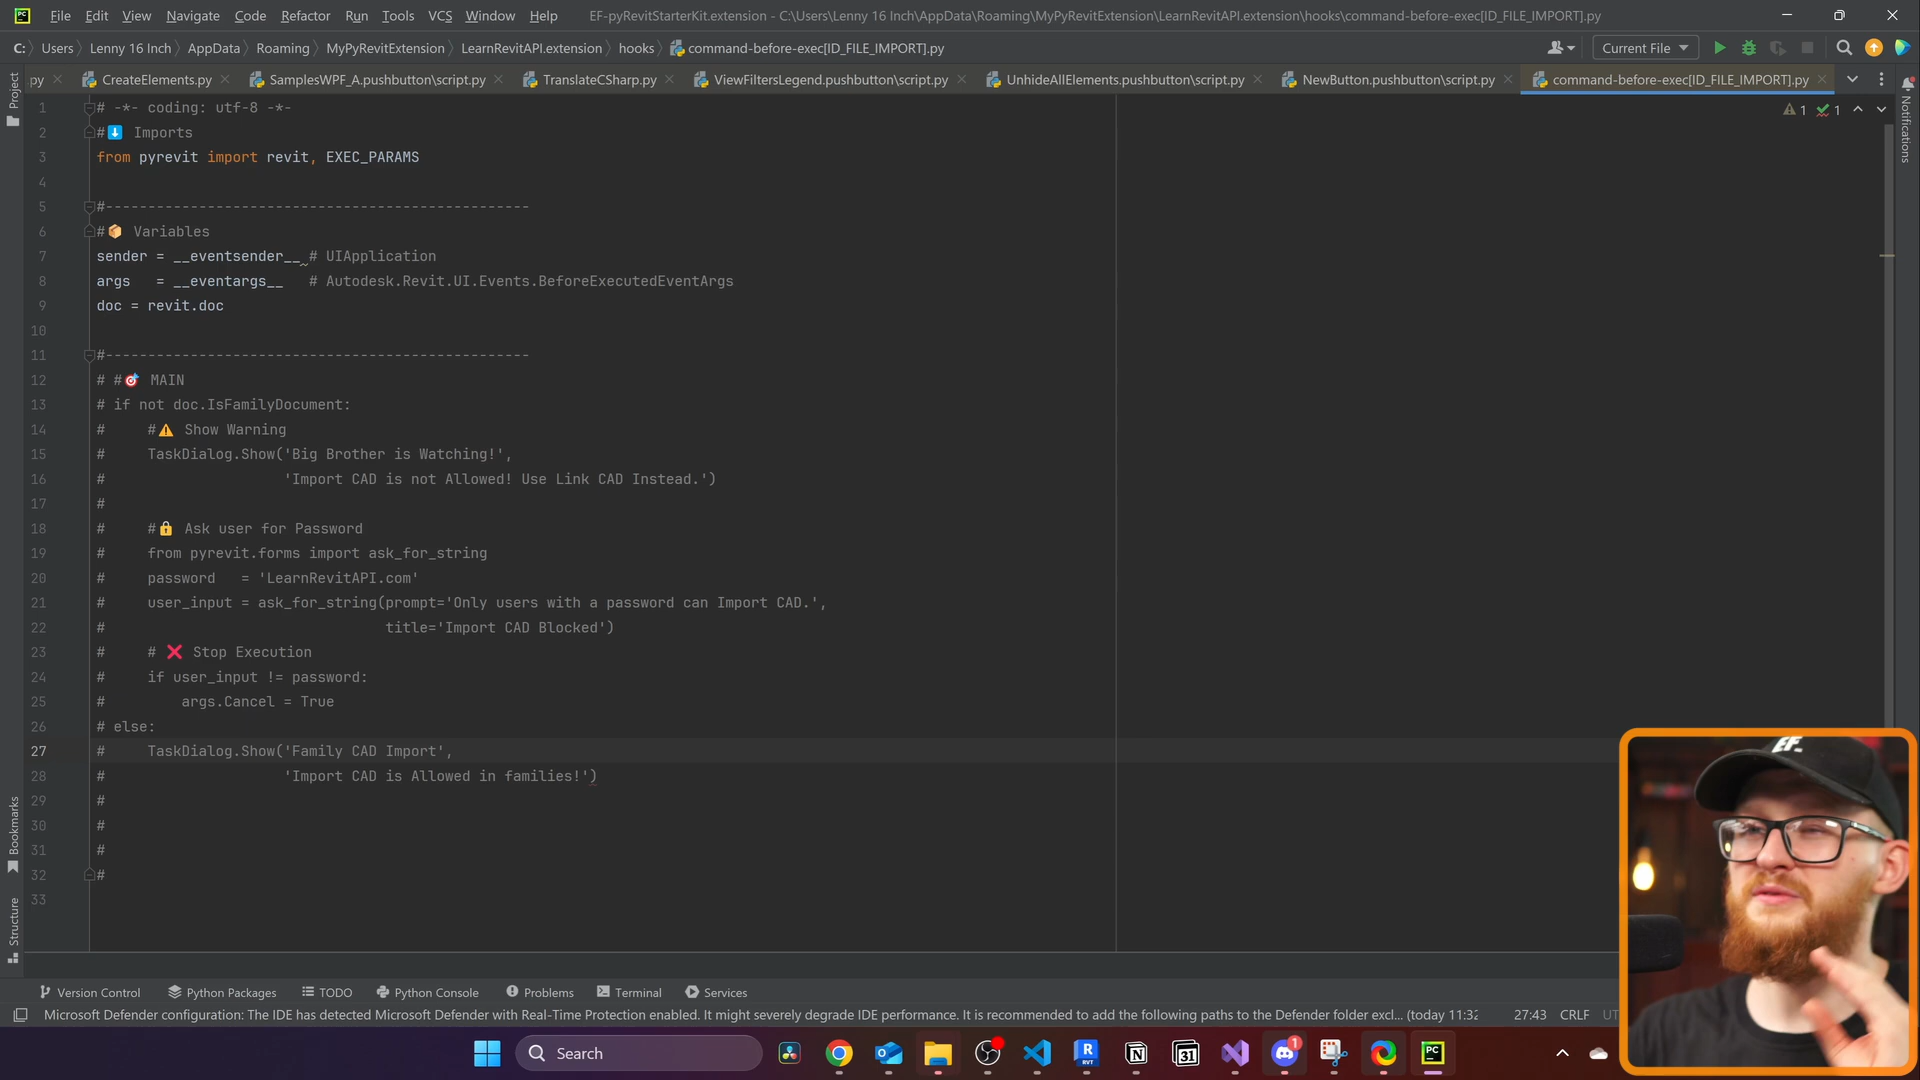 PC File Edit View Navigate Code Refactor Run Tools VCS Window Help EF-pyRevitStarterKit.extension - C:\Users\Lenny 16 Inch\AppData\Roaming\MyPyRevitExtension\LearnRevitAPI.extension\hooks\command-before-exec[ID_FILE_IMPORT].py
C: Users Lenny 16 Inch AppData Roaming MyPyRevitExtension LearnRevitAPI.extension hooks command-before-exec[ID_FILE_IMPORT].py Current File
py CreateElements.py SamplesWPF_A.pushbutton\script.py TranslateCSharp.py ViewFiltersLegend.pushbutton\script.py UnhideAllElements.pushbutton\script.py NewButton.pushbutton\script.py command-before-exec[ID_FILE_IMPORT].py
Project
Notifications
1 1
1 # -*- coding: utf-8 -*-
2 #⬇️ Imports
3 from pyrevit import revit, EXEC_PARAMS
4
5 #--------------------------------------------------
6 #📦 Variables
7 sender = __eventsender__ # UIApplication
8 args = __eventargs__ # Autodesk.Revit.UI.Events.BeforeExecutedEventArgs
9 doc = revit.doc
10
11 #--------------------------------------------------
12 # #🎯 MAIN
13 # if not doc.IsFamilyDocument:
14 # #⚠️ Show Warning
15 # TaskDialog.Show('Big Brother is Watching!',
16 # 'Import CAD is not Allowed! Use Link CAD Instead.')
17 #
18 # #🔒 Ask user for Password
19 # from pyrevit.forms import ask_for_string
20 # password = 'LearnRevitAPI.com'
21 # user_input = ask_for_string(prompt='Only users with a password can Import CAD.',
22 # title='Import CAD Blocked')
23 # # ❌ Stop Execution
24 # if user_input != password:
25 # args.Cancel = True
26 # else:
27 # TaskDialog.Show('Family CAD Import',
28 # 'Import CAD is Allowed in families!')
29 #
30 #
31 #
32 #
33
Bookmarks
Structure
EF_
Version Control Python Packages TODO Python Console Problems Terminal Services
Microsoft Defender configuration: The IDE has detected Microsoft Defender with Real-Time Protection enabled. It might severely degrade IDE performance. It is recommended to add the following paths to the Defender folder excl... (today 11:32 27:43 CRLF UT
Search R RVT N 31 1 PC